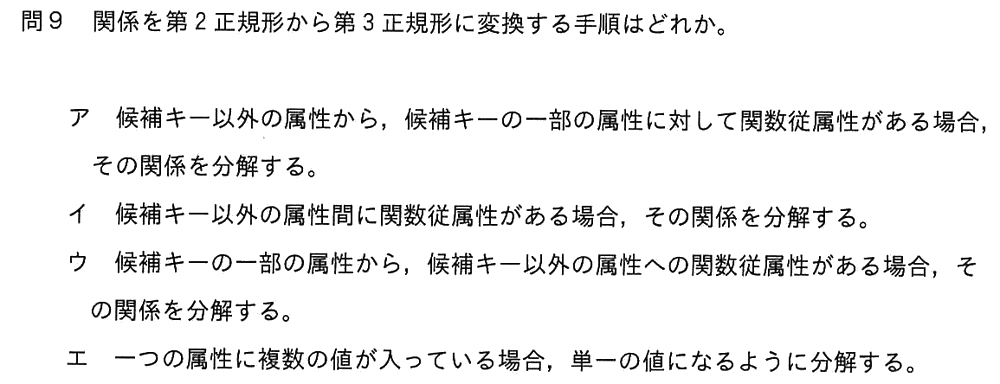 問9 関係を第2正規形から第3正規形に変換する手順はどれか。
ア 候補キー以外の属性から，候補キーの一部の属性に対して関数従属性がある場合，
その関係を分解する。
イ 候補キー以外の属性間に関数従属性がある場合，その関係を分解する。
ウ 候補キーの一部の属性から，候補キー以外の属性への関数従属性がある場合，そ
の関係を分解する。
エ 一つの属性に複数の値が入っている場合，単一の値になるように分解する。